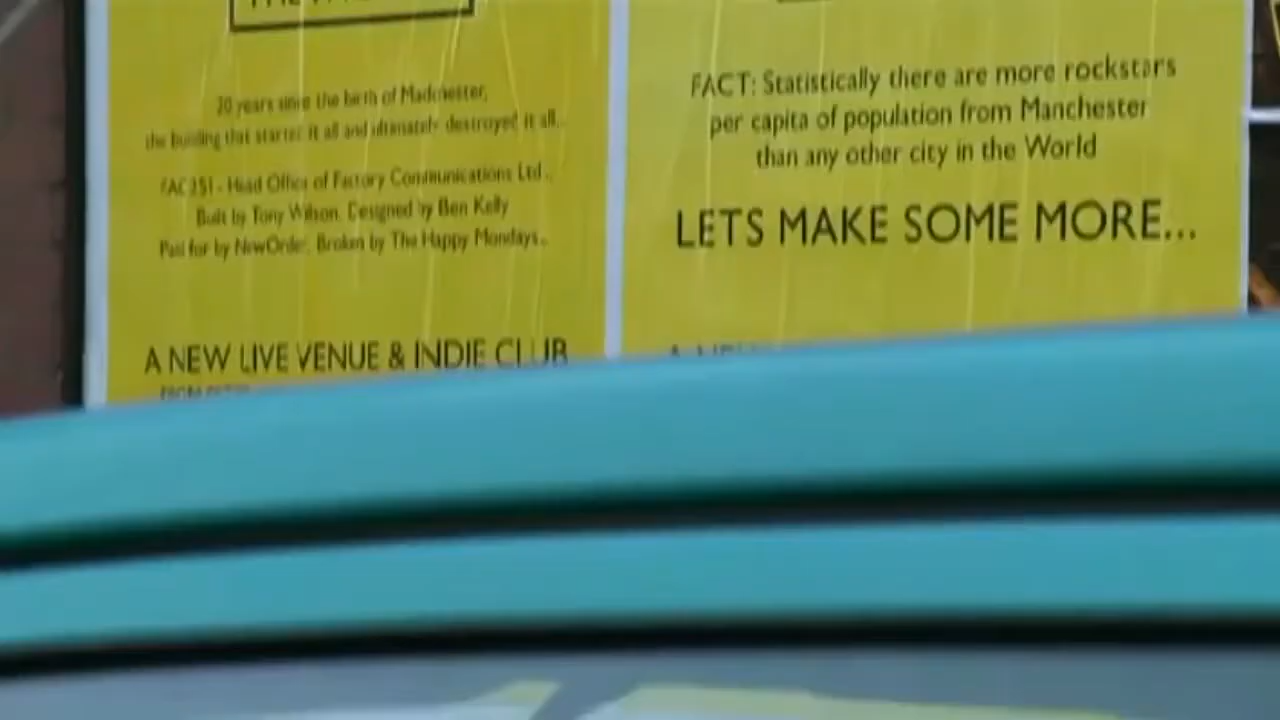 20 years since the birth of Madchester,
the building that started it all and ultimately destroyed it all...
FAC251 - Head Office of Factory Communications Ltd..
Built by Tony Wilson. Designed by Ben Kelly
Paid for by NewOrder. Broken by The Happy Mondays..
A NEW LIVE VENUE & INDIE CLUB
FACT: Statistically there are more rockstars
per capita of population from Manchester
than any other city in the World
LETS MAKE SOME MORE...